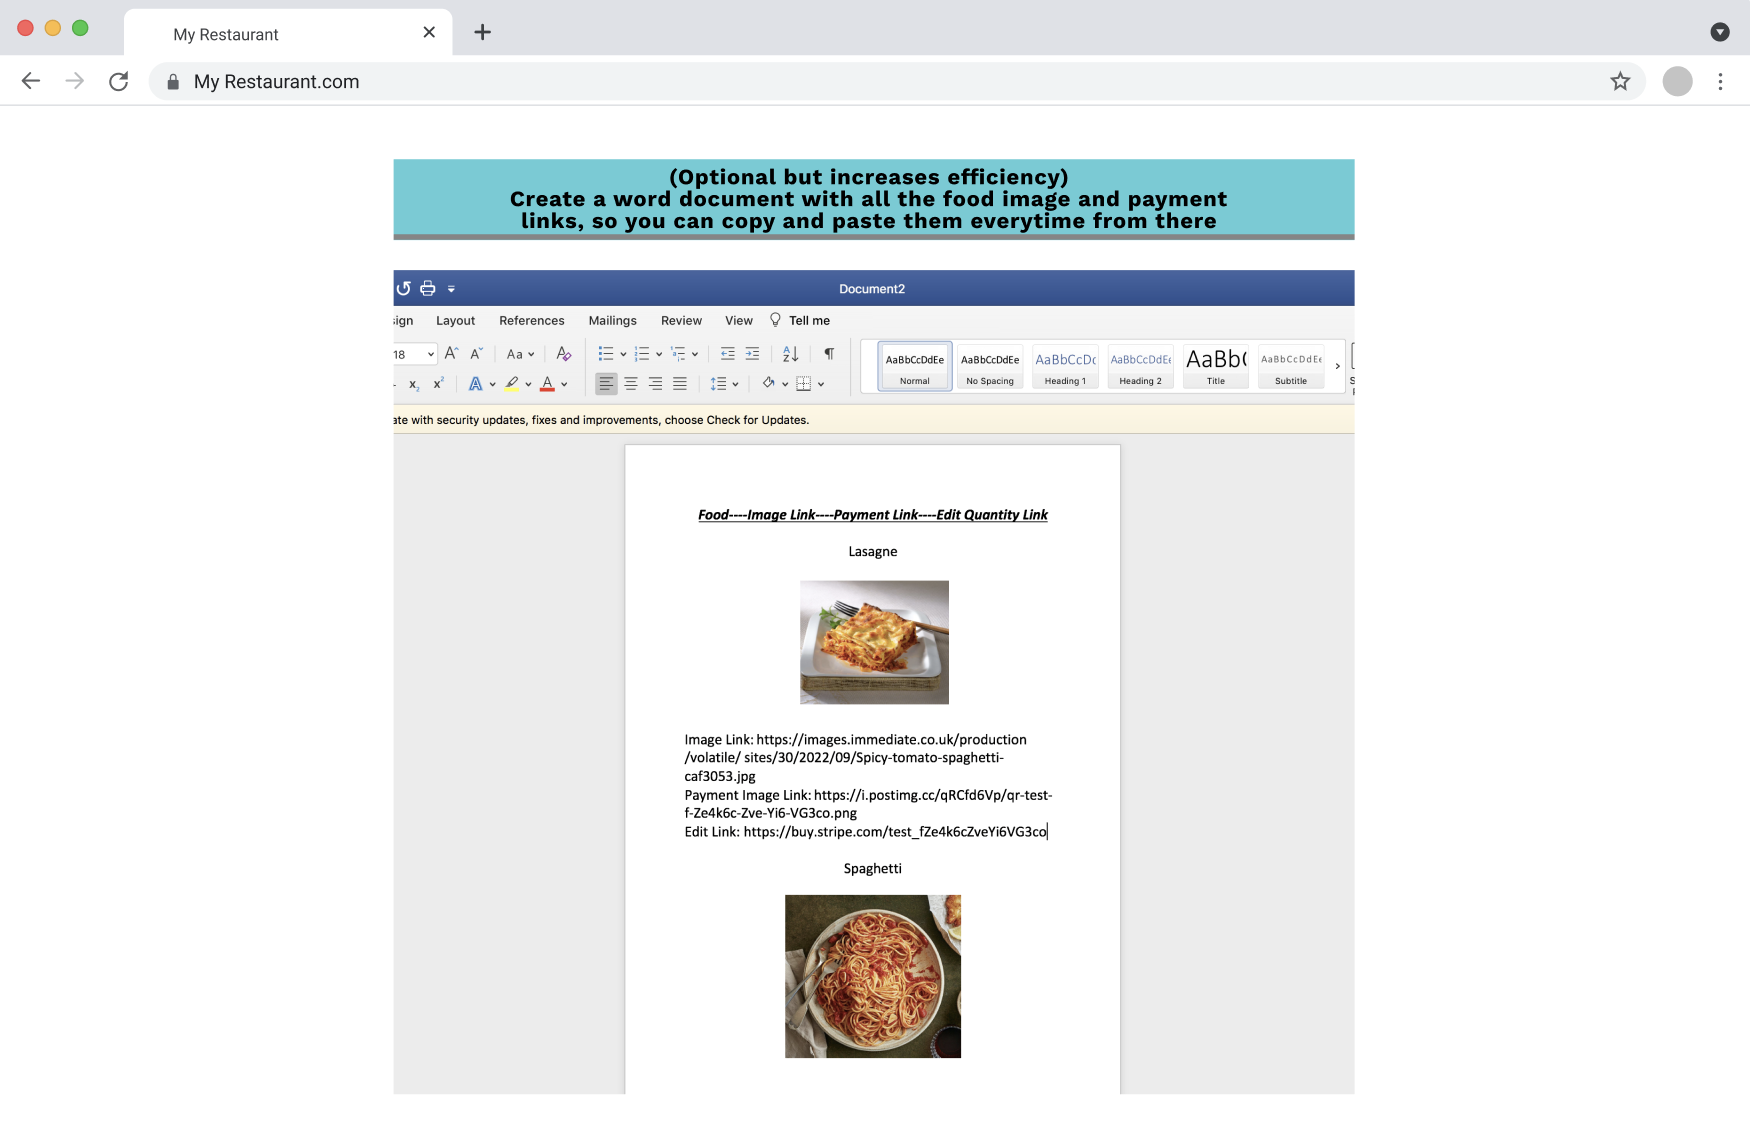 My Restaurant
My Restaurant.com
(Optional but increases efficiency)
Create a word document with all the food image and payment
links, so you can copy and paste them everytime from there
Document2
sign Layout References Mailings Review View Tell me
18 Aa
AaBbCcDdEe AaBbCcDdEe AaBbCcDc AaBbCcDdEe AaBb( AaBbCcDdEe
Normal No Spacing Heading 1 Heading 2 Title Subtitle
ate with security updates, fixes and improvements, choose Check for Updates.
Food----Image Link----Payment Link----Edit Quantity Link
Lasagne
Image Link: https://images.immediate.co.uk/production
/volatile/ sites/30/2022/09/Spicy-tomato-spaghetti-
caf3053.jpg
Payment Image Link: https://i.postimg.cc/qRCfd6Vp/qr-test-
f-Ze4k6c-Zve-Yi6-VG3co.png
Edit Link: https://buy.stripe.com/test_fZe4k6cZveYi6VG3co
Spaghetti